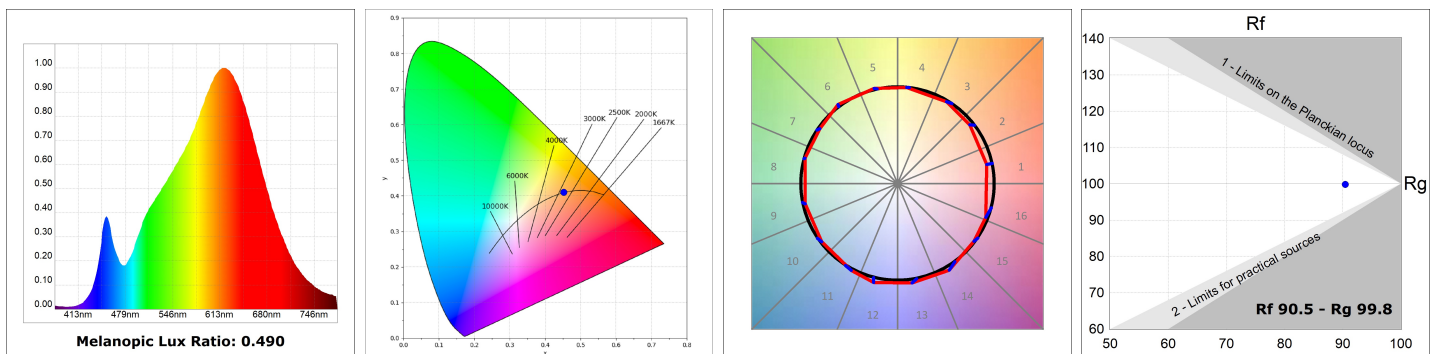 1.00
0.90
0.80
0.70
0.60
0.50
0.40
0.30
0.20
0.10
0.00
413nm 479nm 546nm 613nm 680nm 746nm
Melanopic Lux Ratio: 0.490
0.9
0.8
0.7
0.6
0.5
0.4
0.3
0.2
0.1
0.0
y
0.0 0.1 0.2 0.3 0.4 0.5 0.6 0.7 0.8
x
10000K
6000K
4000K
3000K
2500K
2000K
1667K
1
2
3
4
5
6
7
8
9
10
11
12
13
14
15
16
Rf
140
130
120
110
100
90
80
70
60
50 60 70 80 90 100
Rg
1 - Limits on the Planckian locus
2 - Limits for practical sources
Rf 90.5 - Rg 99.8